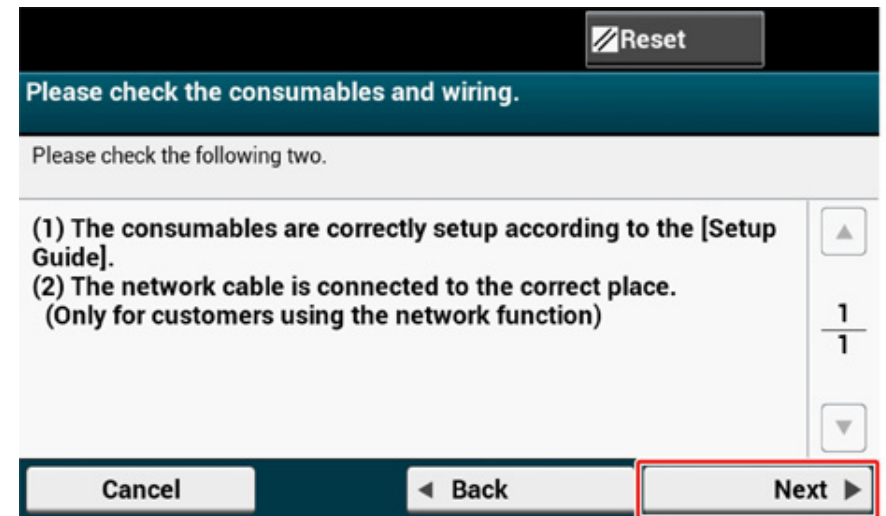 Reset
Please check the consumables and wiring.
Please check the following two.
(1) The consumables are correctly setup according to the [Setup
Guide].
(2) The network cable is connected to the correct place.
(Only for customers using the network function)
1
1
Cancel
Back
Next